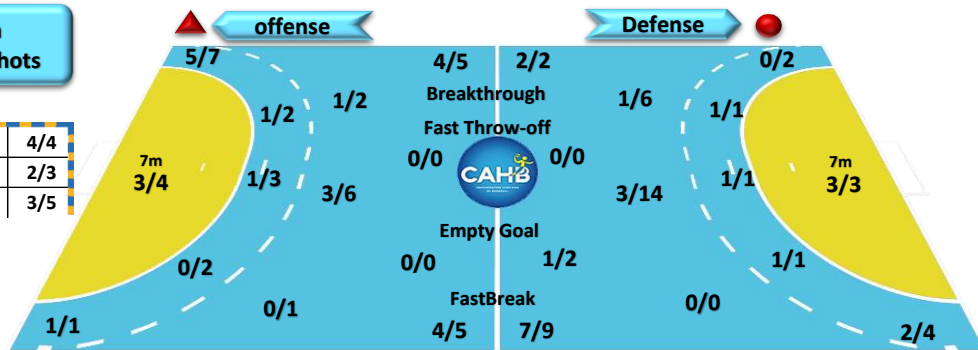 offense
Defense
hots
4/4
2/3
3/5
5/7
4/5
2/2
0/2
1/2
1/2
Breakthrough
1/6
1/1
Fast Throw-off
0/0
0/0
CAHB
7m
3/4
1/3
3/6
3/14
1/1
7m
3/3
Empty Goal
0/2
0/0
1/2
1/1
0/1
FastBreak
0/0
1/1
4/5
7/9
2/4